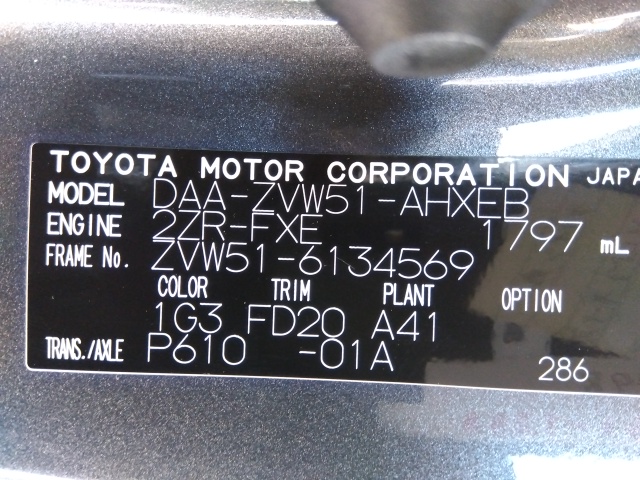 TOYOTA MOTOR CORPORATION JAPA
MODEL DAA-ZVW51-AHXEB
ENGINE 2ZR-FXE 1797 mL
FRAME No. ZVW51-6134569
COLOR TRIM PLANT OPTION
1G3 FD20 A41
TRANS./AXLE P610 -01A 286